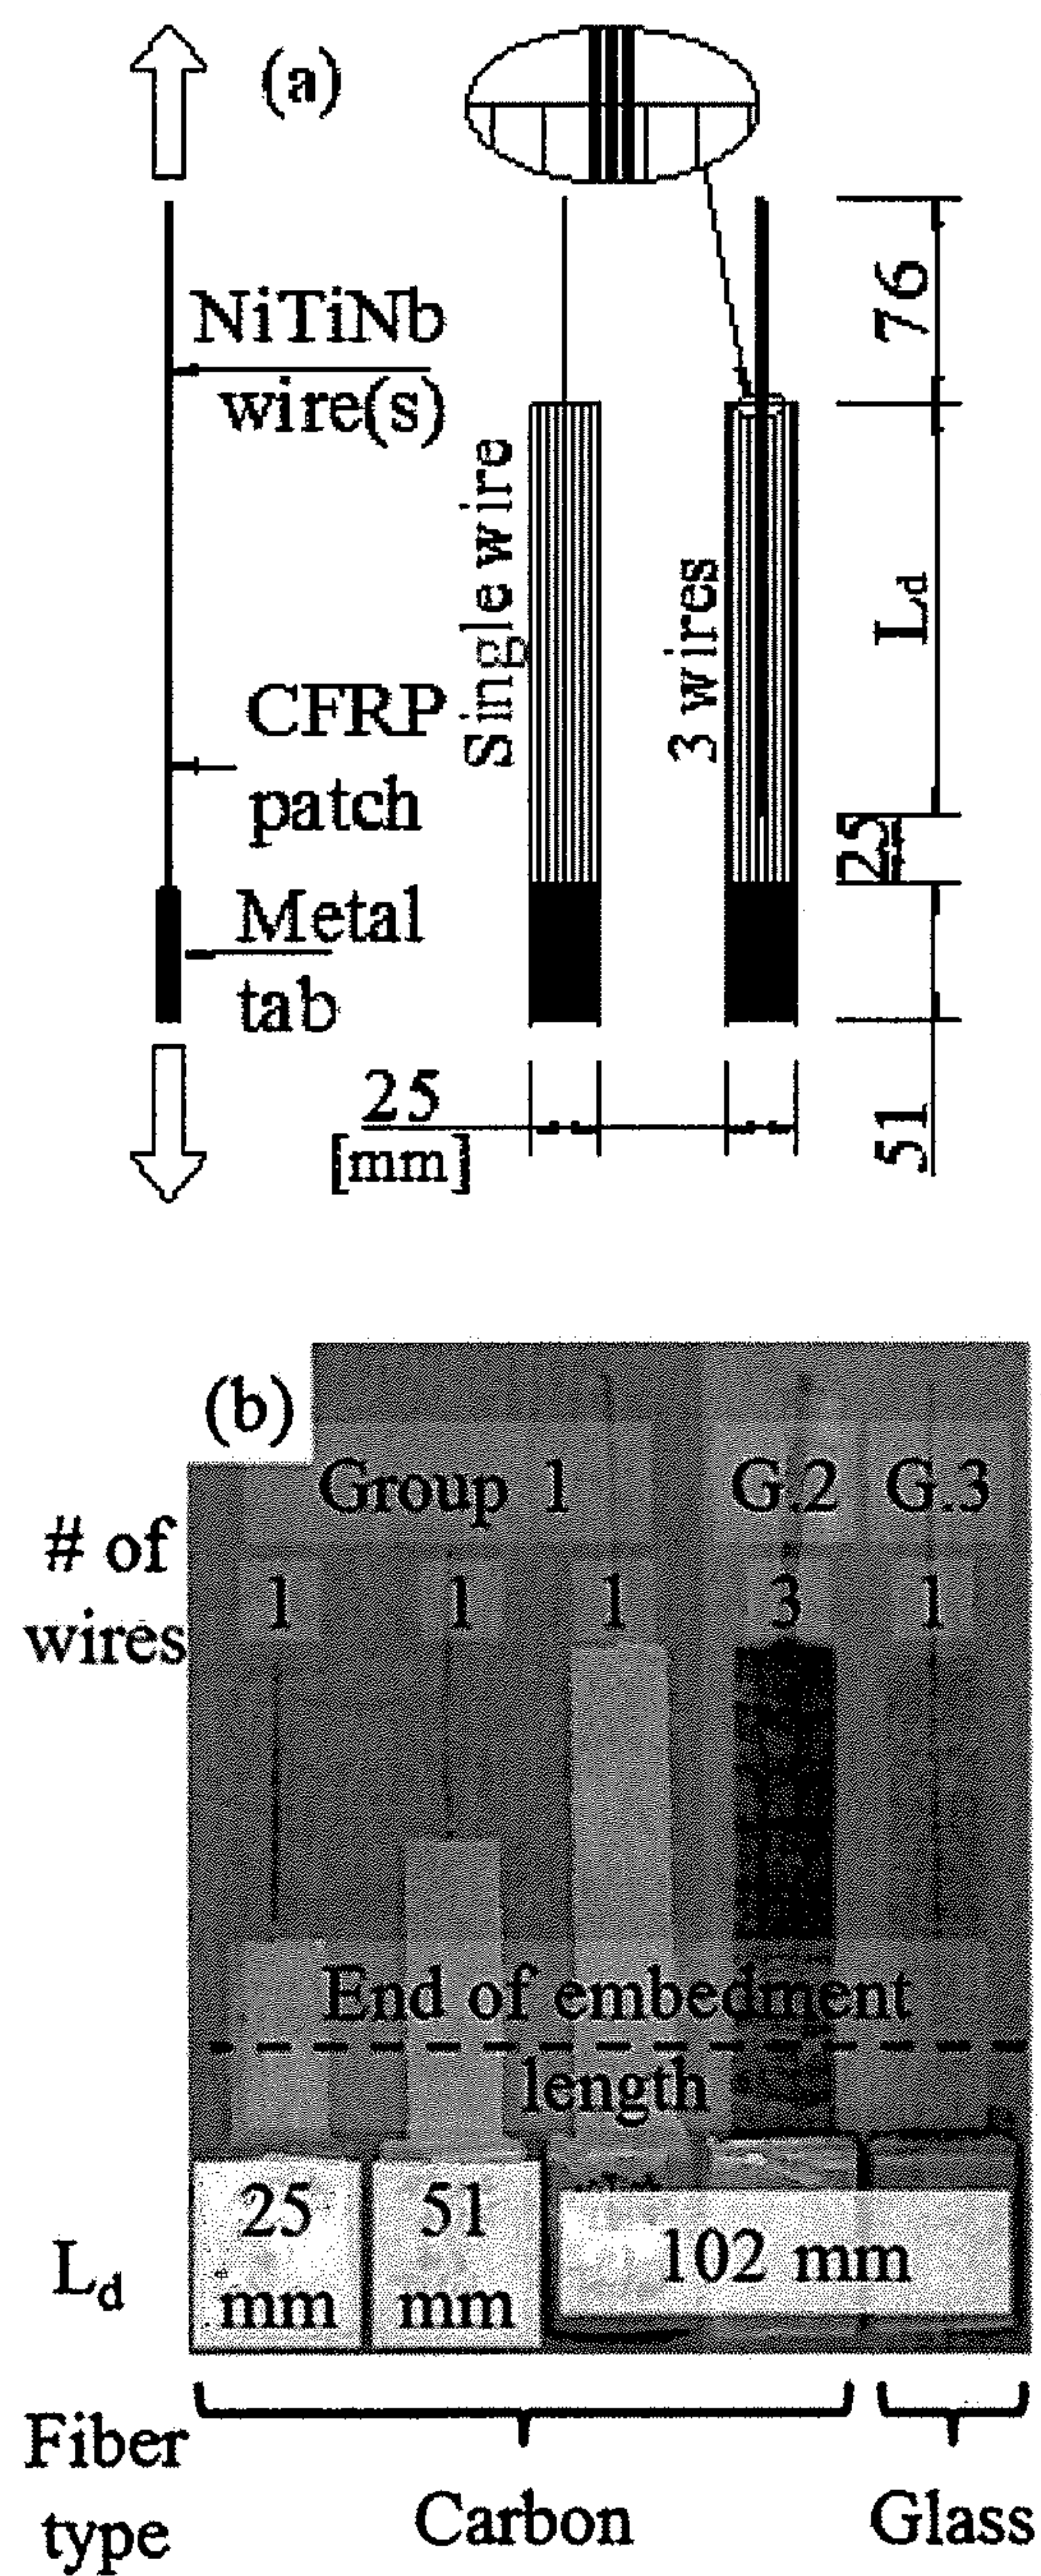 (a)
NiTiNb
wire(s)
Single wire
3 wires
CFRP
patch
Metal
tab
76
Ld
25
51
25
[mm]
(b)
Group 1 G.2 G.3
# of
wires
1 1 1 3 1
End of embedment
length
Ld
25
mm
51
mm
102 mm
Fiber
type
Carbon
Glass